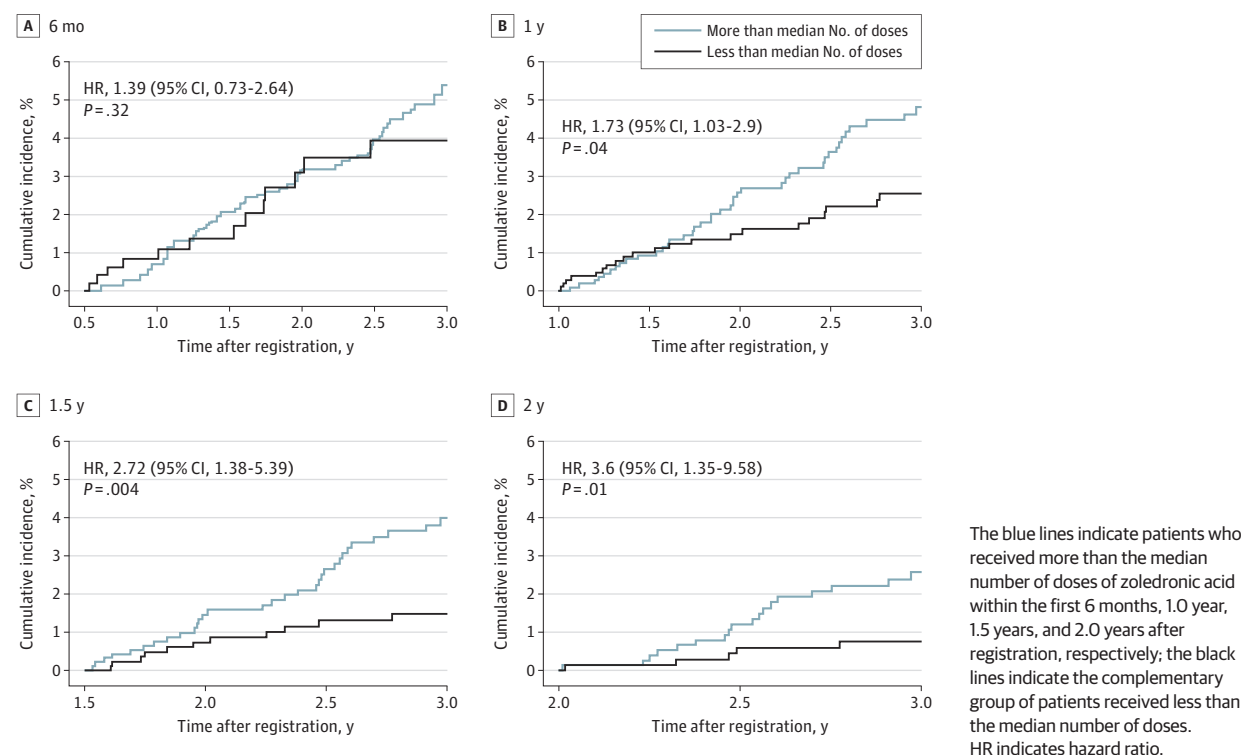 A 6 mo
HR, 1.39 (95% CI, 0.73-2.64)
P = .32
Cumulative incidence, %
6
5
4
3
2
1
0
0.5 1.0 1.5 2.0 2.5 3.0
Time after registration, y
B 1 y
More than median No. of doses
Less than median No. of doses
HR, 1.73 (95% CI, 1.03-2.9)
P = .04
Cumulative incidence, %
6
5
4
3
2
1
0
1.0 1.5 2.0 2.5 3.0
Time after registration, y
C 1.5 y
HR, 2.72 (95% CI, 1.38-5.39)
P = .004
Cumulative incidence, %
6
5
4
3
2
1
0
1.5 2.0 2.5 3.0
Time after registration, y
D 2 y
HR, 3.6 (95% CI, 1.35-9.58)
P = .01
Cumulative incidence, %
6
5
4
3
2
1
0
2.0 2.5 3.0
Time after registration, y
The blue lines indicate patients who
received more than the median
number of doses of zoledronic acid
within the first 6 months, 1.0 year,
1.5 years, and 2.0 years after
registration, respectively; the black
lines indicate the complementary
group of patients received less than
the median number of doses.
HR indicates hazard ratio.